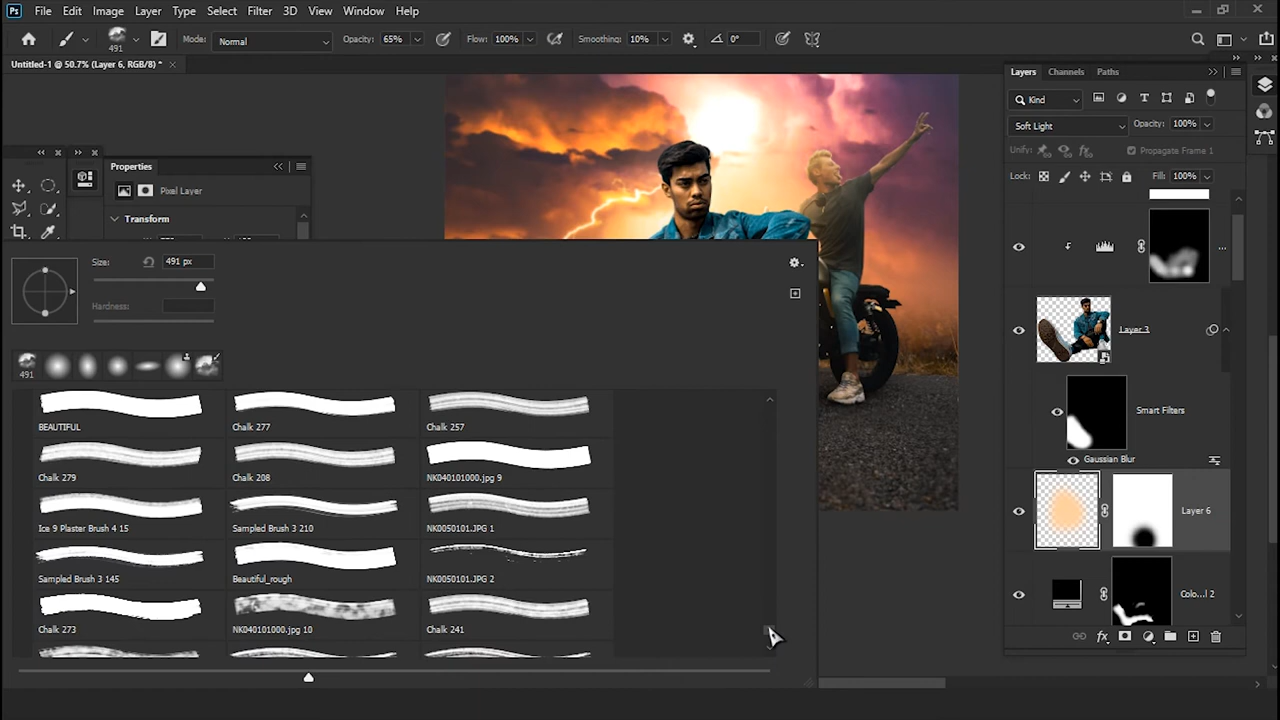 Ps File Edit Image Layer Type Select Filter 3D View Window Help
491 Mode: Normal Opacity: 65% Flow: 100% Smoothing: 10% 0°
Untitled-1 @ 50.7% (Layer 6, RGB/8) *
Properties
Pixel Layer
Transform
Size: 491 px
Hardness:
491
BEAUTIFUL Chalk 277 Chalk 257
Chalk 279 Chalk 208 NK040101000.jpg 9
Ice 9 Plaster Brush 4 15 Sampled Brush 3 210 NK0050101.JPG 1
Sampled Brush 3 145 Beautiful_rough NK0050101.JPG 2
Chalk 273 NK040101000.jpg 10 Chalk 241
Layers Channels Paths
Kind
Soft Light Opacity: 100%
Unify: Propagate Frame 1
Lock: Fill: 100%
...
Layer 3
Smart Filters
Gaussian Blur
Layer 6
Colo...l 2
fx